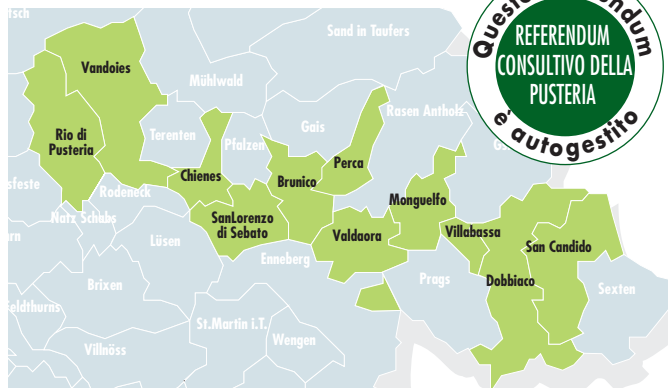 Sand in Taufers
Questo
REFERENDUM
CONSULTIVO DELLA
PUSTERIA
è autogestito
Vandoies
Mühlwald
Rasen Antholz
Rio di
Pusteria
Terenten
Pfalzen
Gais
Perca
Chienes
Brunico
Rodeneck
Natz Schabs
SanLorenzo
di Sebato
Monguelfo
Valdaora
Villabassa
San Candido
Lüsen
Enneberg
Prags
Dobbiaco
Sexten
Brixen
St.Martin i.T.
Wengen
Villnöss